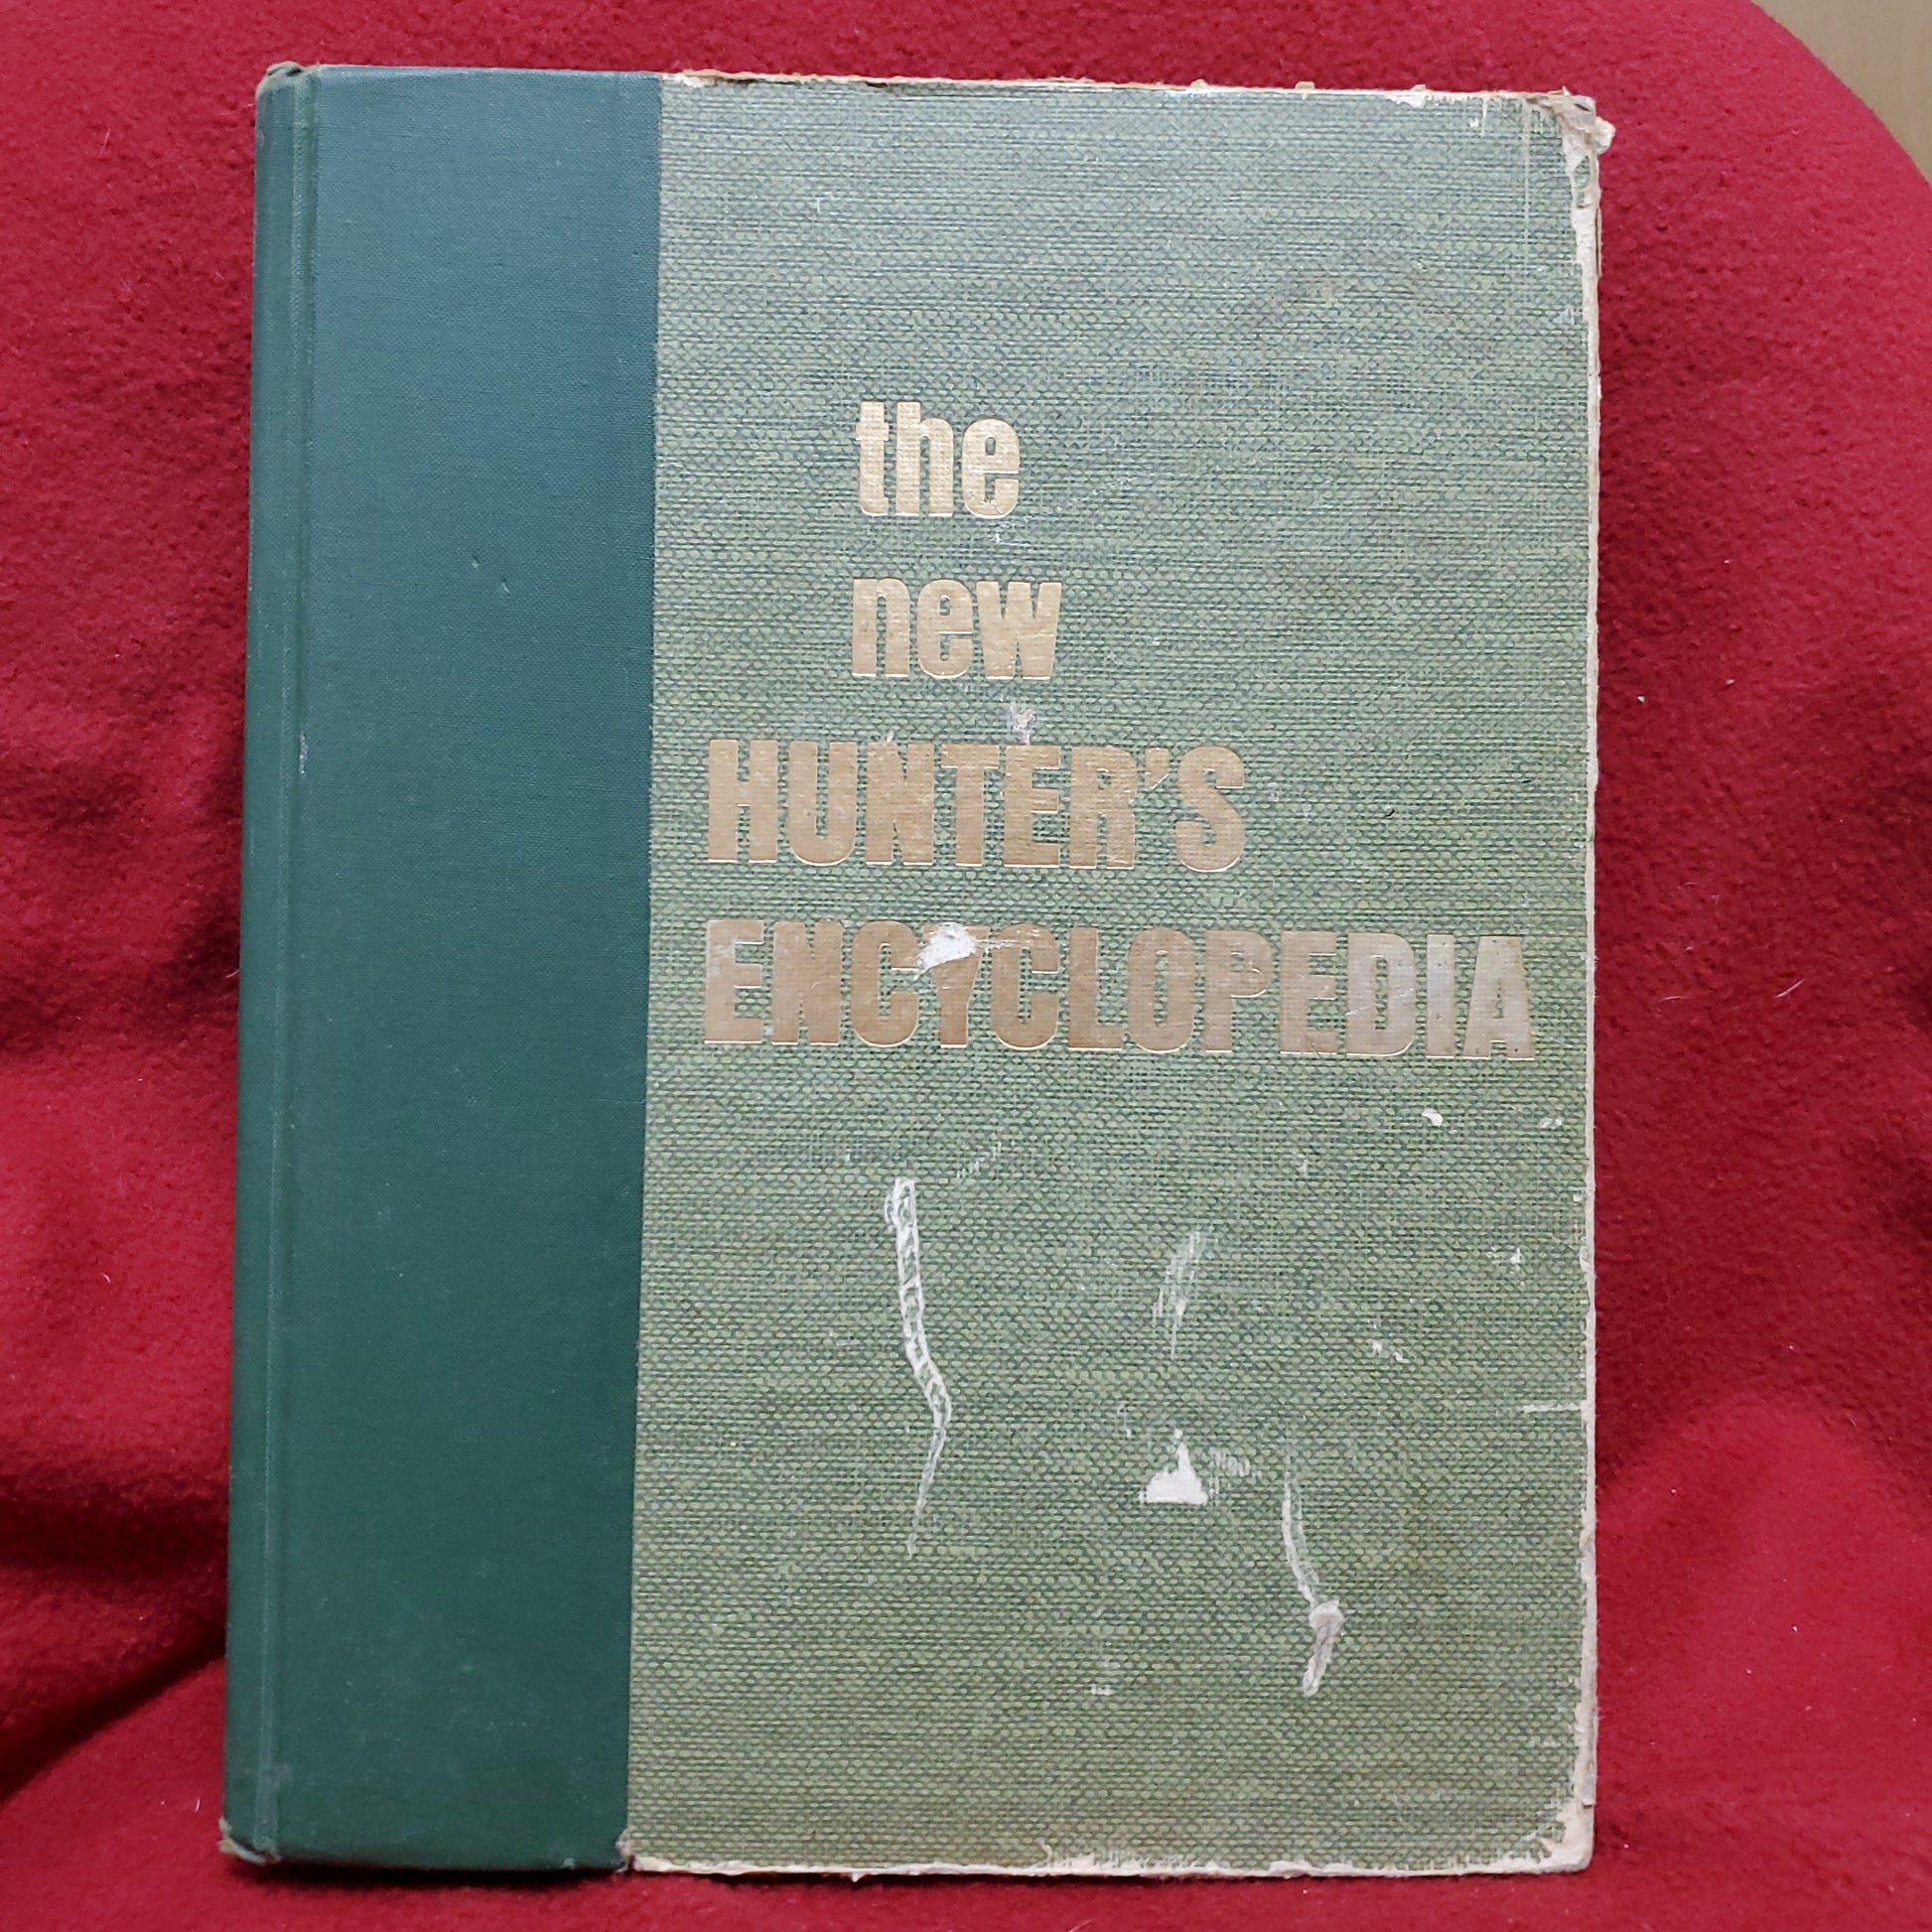 the
new
HUNTER'S
ENCYCLOPEDIA